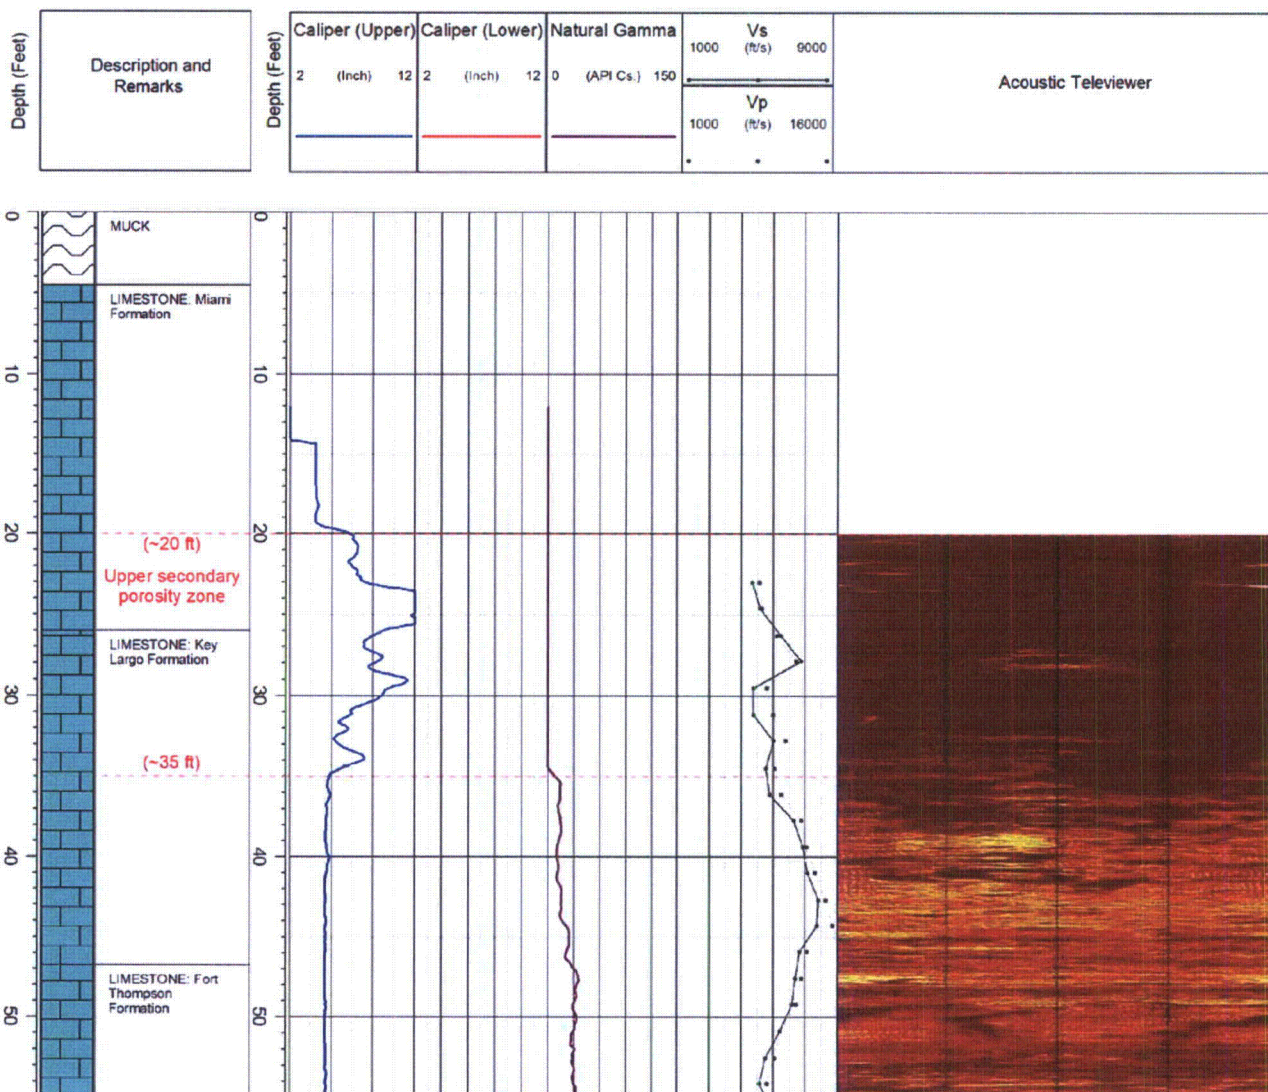 Depth (Feet)
Description and
Remarks
Depth (Feet)
Caliper (Upper)
2 (Inch) 12
Caliper (Lower)
2 (Inch) 12
Natural Gamma
0 (API Cs.) 150
Vs
1000 (ft/s) 9000
Vp
1000 (ft/s) 16000
Acoustic Televiewer
0
0
MUCK
LIMESTONE: Miami
Formation
10
10
20
20
(~20 ft)
Upper secondary
porosity zone
LIMESTONE: Key
Largo Formation
30
30
(~35 ft)
40
40
LIMESTONE: Fort
Thompson
Formation
50
50